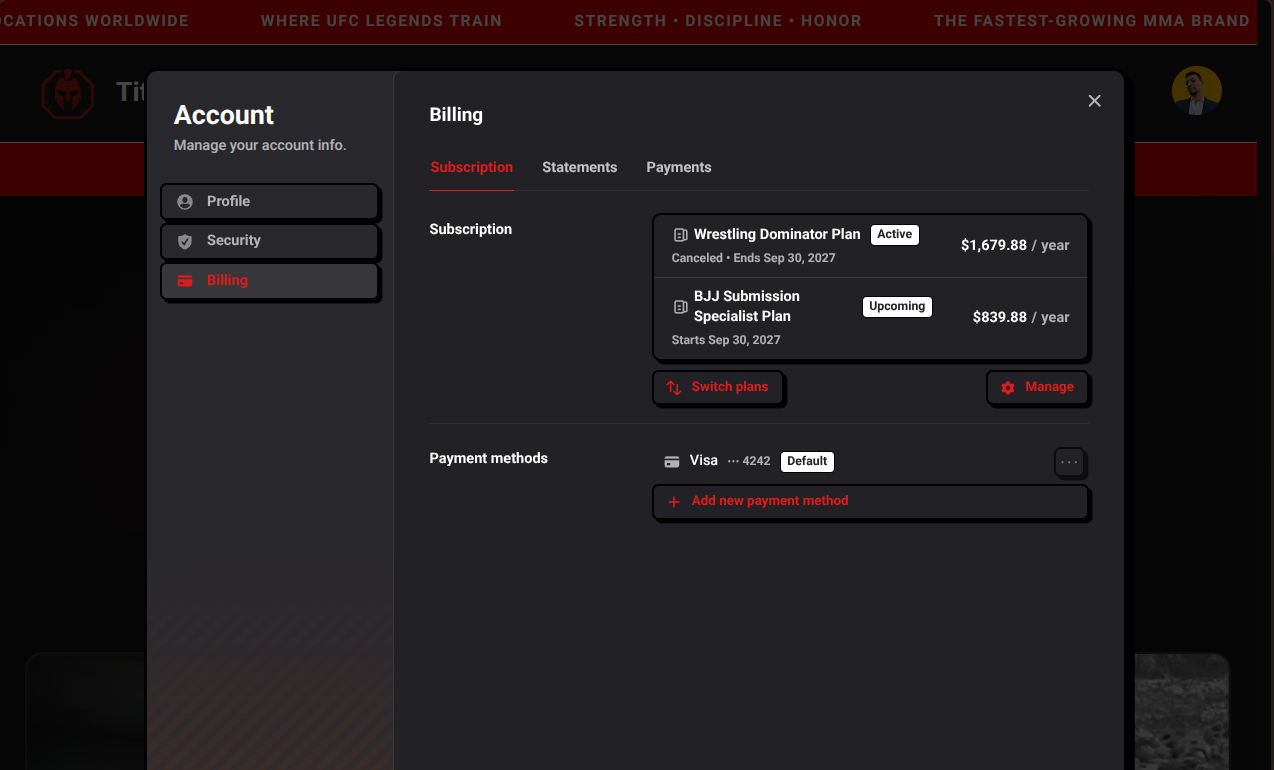 WORLDWIDE
WHERE UFC LEGENDS TRAIN
STRENGTH • DISCIPLINE • HONOR
THE FASTEST-GROWING MMA BRAND
Account
Manage your account info.
Profile
Security
Billing
Billing
Subscription
Statements
Payments
Subscription
Wrestling Dominator Plan
Active
Canceled • Ends Sep 30, 2027
$1,679.88 / year
BJJ Submission
Specialist Plan
Upcoming
Starts Sep 30, 2027
$839.88 / year
Switch plans
Manage
Payment methods
Visa ··· 4242
Default
Add new payment method